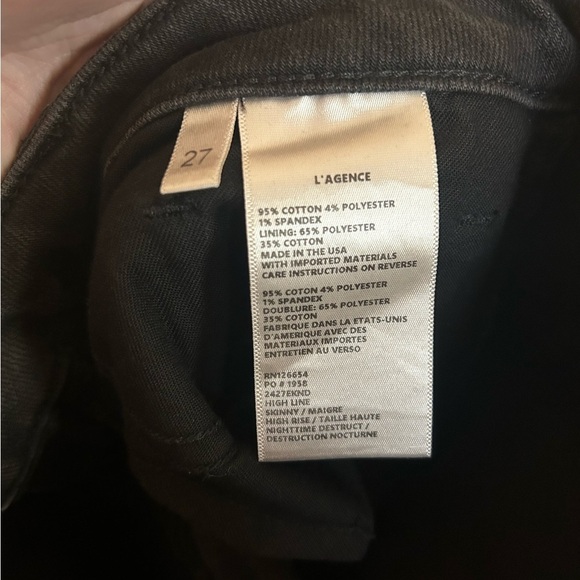 27
L'AGENCE
95% COTTON 4% POLYESTER
1% SPANDEX
LINING: 65% POLYESTER
35% COTTON
MADE IN THE USA
WITH IMPORTED MATERIALS
CARE INSTRUCTIONS ON REVERSE
95% COTON 4% POLYESTER
1% SPANDEX
DOUBLURE: 65% POLYESTER
35% COTON
FABRIQUE DANS LA ETATS-UNIS
D'AMERIQUE AVEC DES
MATERIAUX IMPORTES
ENTRETIEN AU VERSO
RN126654
PO # 1958
2427EKND
HIGH LINE
SKINNY / MAIGRE
HIGH RISE / TAILLE HAUTE
NIGHTTIME DESTRUCT /
DESTRUCTION NOCTURNE